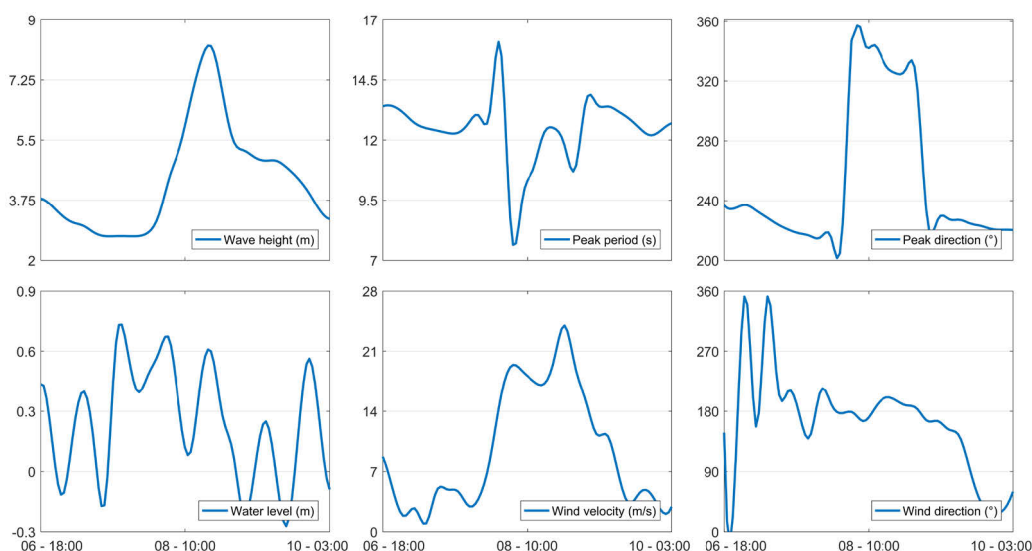 9
7.25
5.5
3.75
2
Wave height (m)
17
14.5
12
9.5
7
Peak period (s)
360
320
280
240
200
Peak direction (°)
0.9
0.6
0.3
0
-0.3
Water level (m)
06 - 18:00
08 - 10:00
10 - 03:00
28
21
14
7
0
Wind velocity (m/s)
06 - 18:00
08 - 10:00
10 - 03:00
360
270
180
90
0
Wind direction (°)
06 - 18:00
08 - 10:00
10 - 03:00